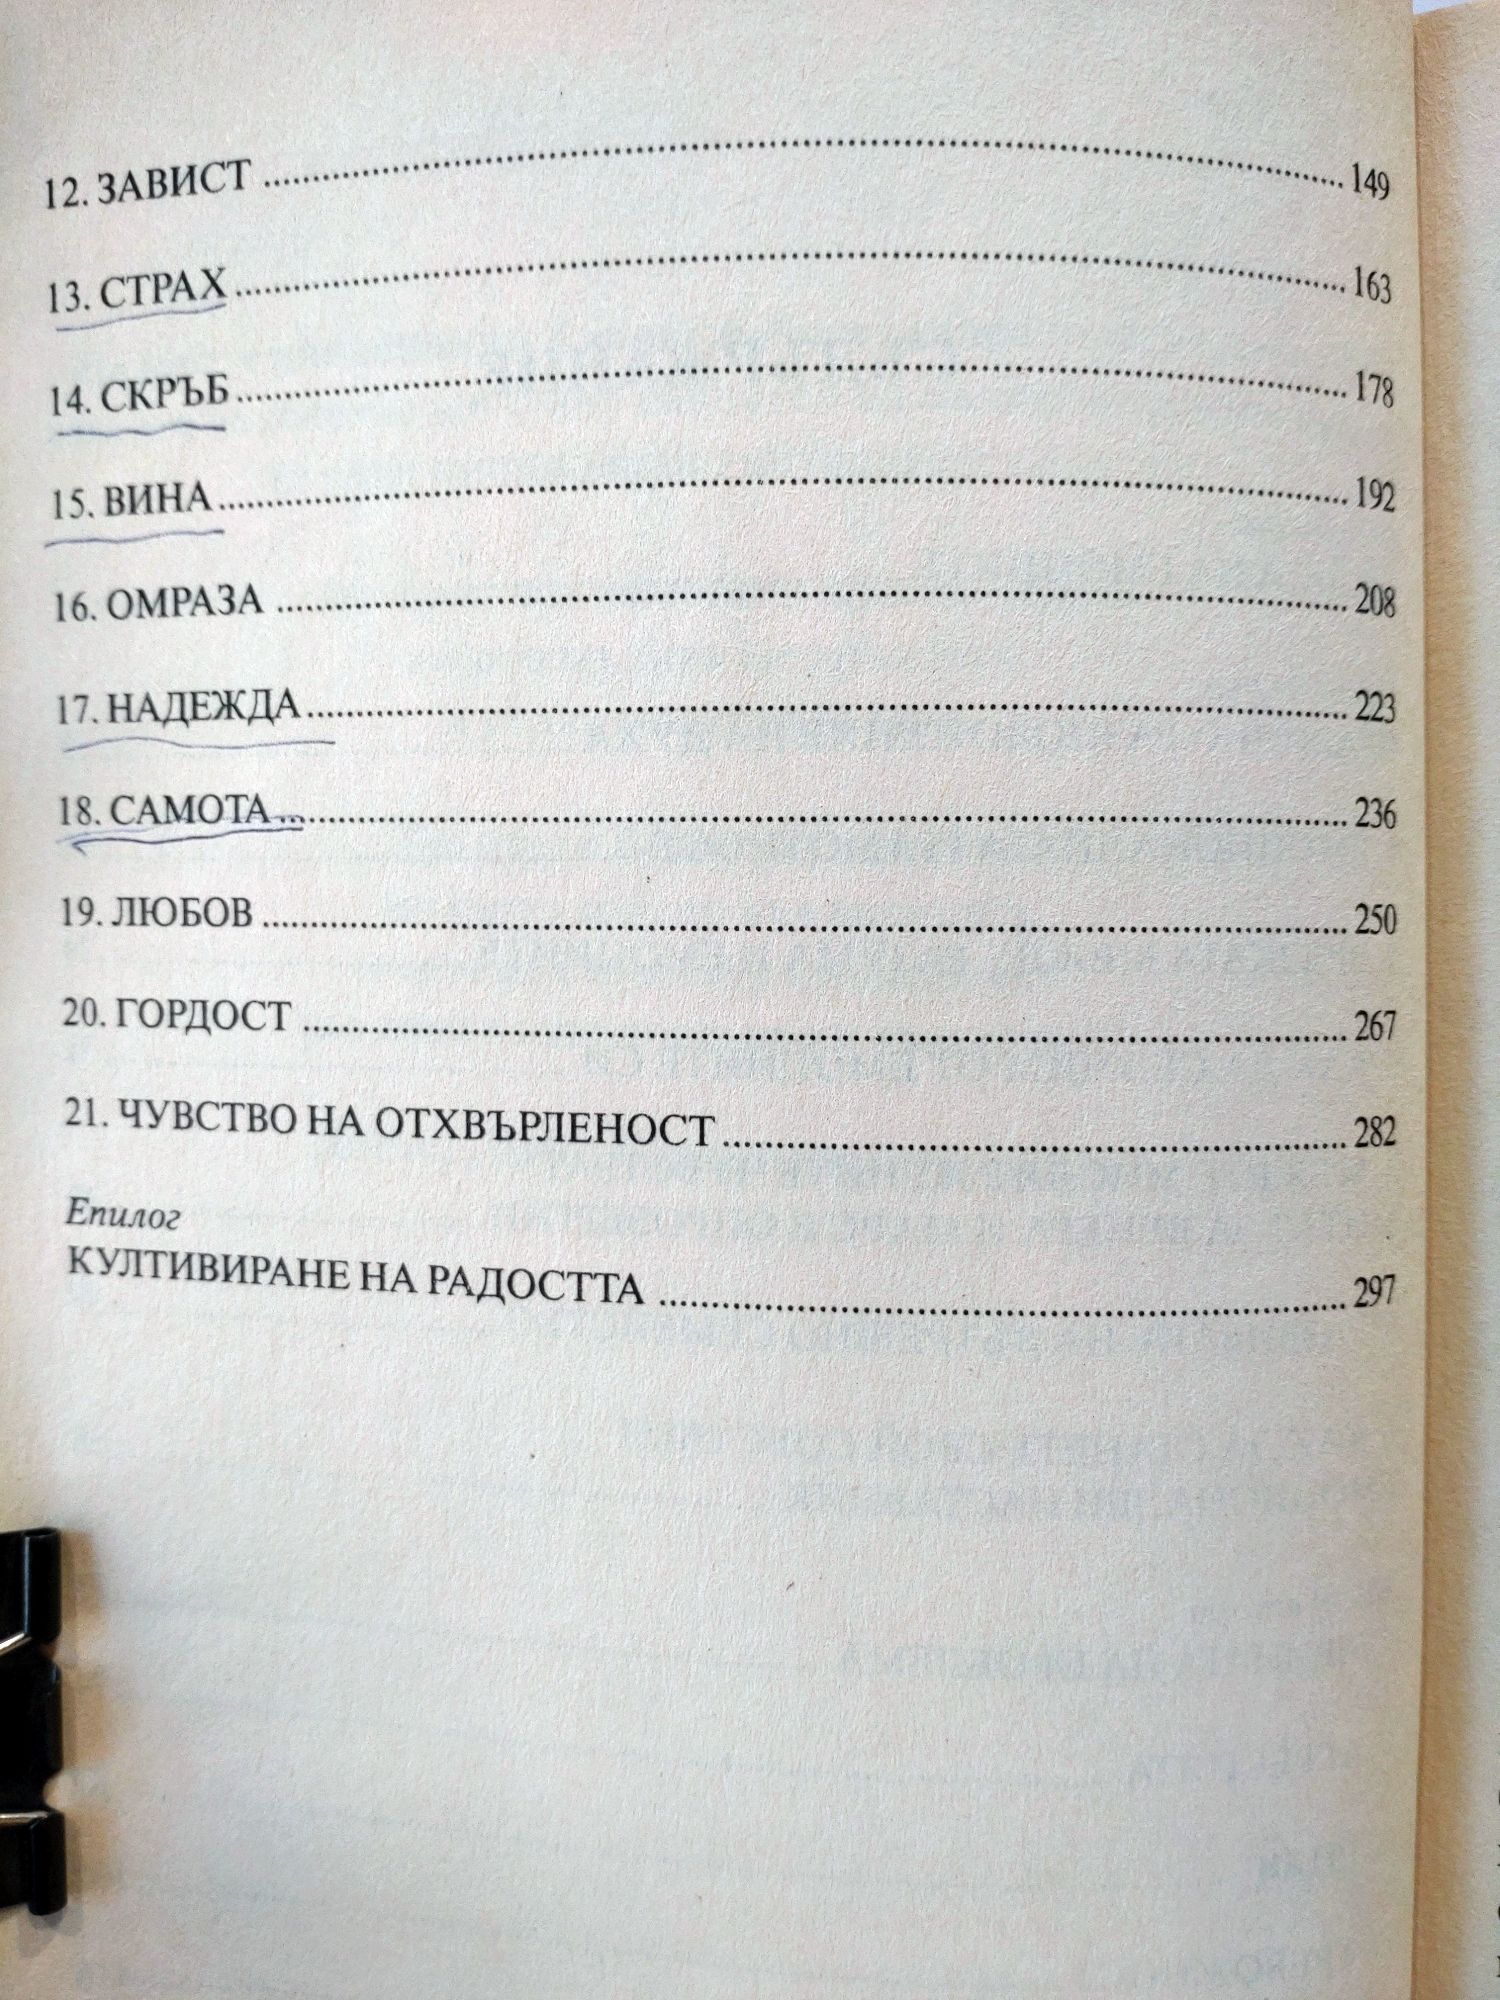 12. ЗАВИСТ ........ 149
13. СТРАХ ........ 163
14. СКРЪБ ........ 178
15. ВИНА ........ 192
16. ОМРАЗА ........ 208
17. НАДЕЖДА ........ 223
18. САМОТА ........ 236
19. ЛЮБОВ ........ 250
20. ГОРДОСТ ........ 267
21. ЧУВСТВО НА ОТХВЪРЛЕНОСТ ........ 282
Епилог
КУЛТИВИРАНЕ НА РАДОСТТА ........ 297